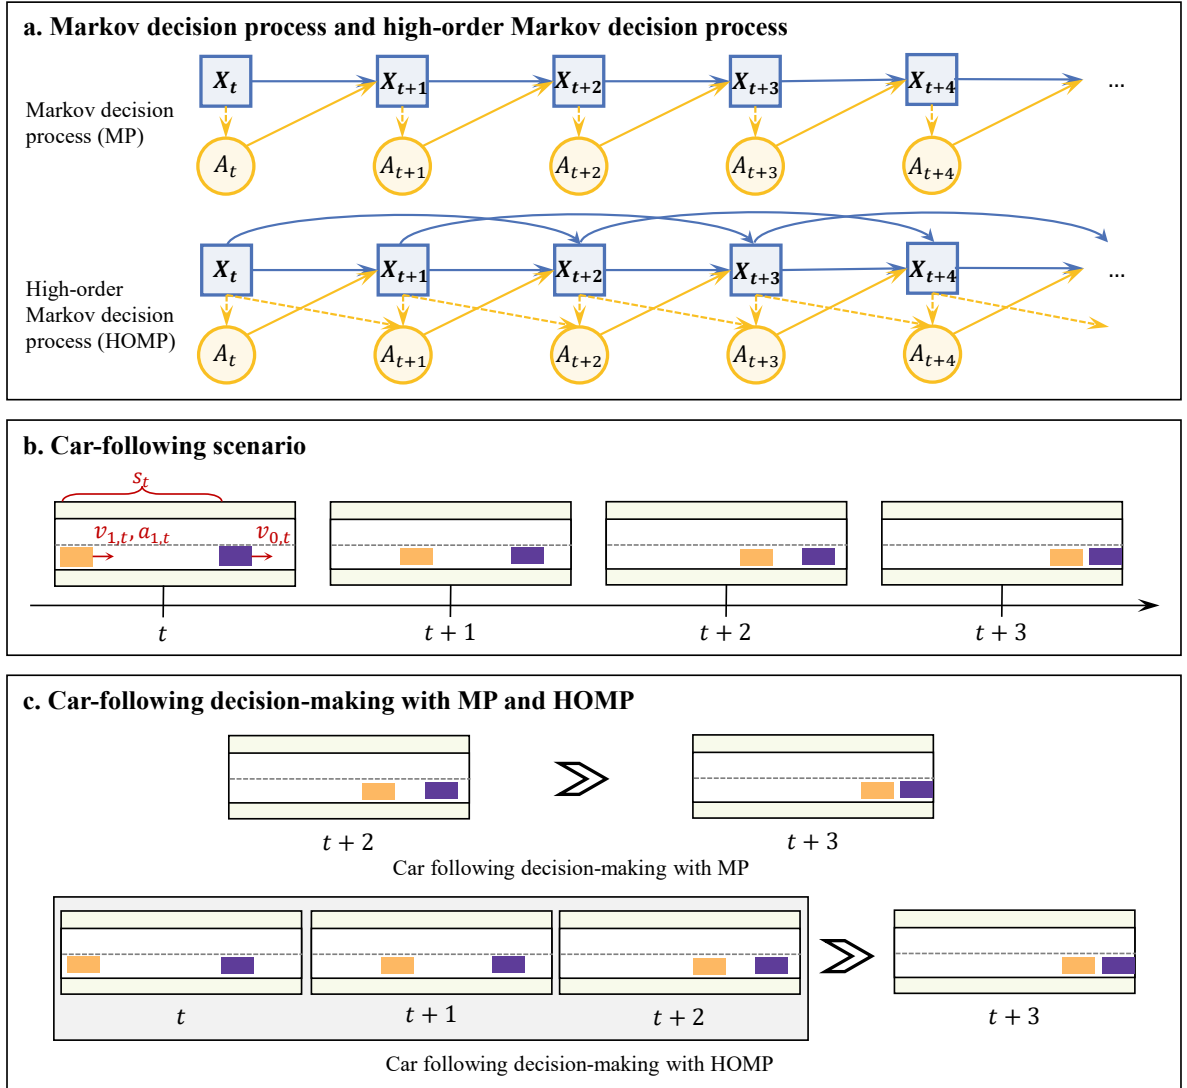 a. Markov decision process and high-order Markov decision process
X_t X_{t+1} X_{t+2} X_{t+3} X_{t+4} ...
Markov decision
process (MP)
A_t A_{t+1} A_{t+2} A_{t+3} A_{t+4}
X_t X_{t+1} X_{t+2} X_{t+3} X_{t+4} ...
High-order
Markov decision
process (HOMP)
A_t A_{t+1} A_{t+2} A_{t+3} A_{t+4}
b. Car-following scenario
s_t
v_{1,t}, a_{1,t} v_{0,t}
t t + 1 t + 2 t + 3
c. Car-following decision-making with MP and HOMP
t + 2 t + 3
Car following decision-making with MP
t t + 1 t + 2 t + 3
Car following decision-making with HOMP